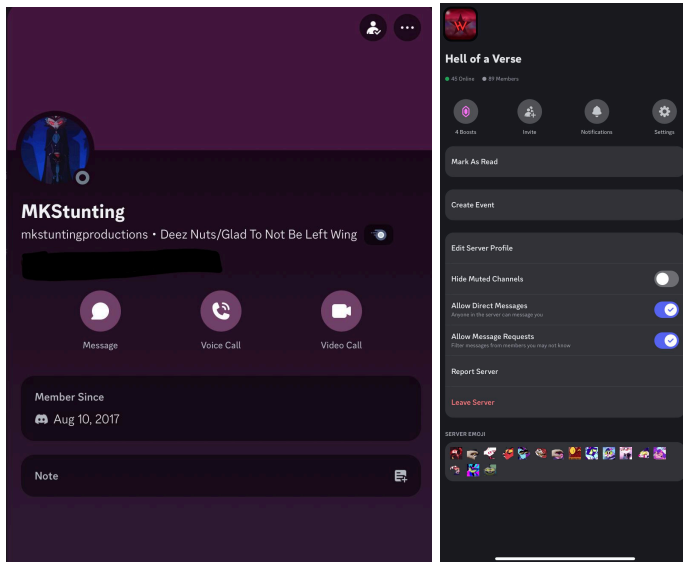 MKStunting
mkstuntingproductions • Deez Nuts/Glad To Not Be Left Wing
Message
Voice Call
Video Call
Member Since
Aug 10, 2017
Note
Hell of a Verse
45 Online
89 Members
4 Boosts
Invite
Notifications
Settings
Mark As Read
Create Event
Edit Server Profile
Hide Muted Channels
Allow Direct Messages
Anyone in the server can message you
Allow Message Requests
Filter messages from members you may not know
Report Server
Leave Server
SERVER EMOJI